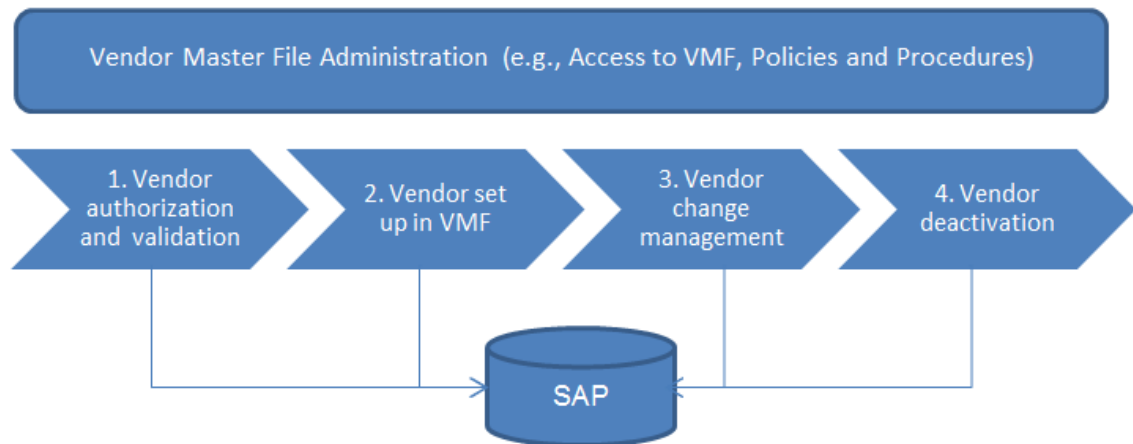 Vendor Master File Administration (e.g., Access to VMF, Policies and Procedures)
1. Vendor
authorization
and validation
2. Vendor set
up in VMF
3. Vendor
change
management
4. Vendor
deactivation
SAP